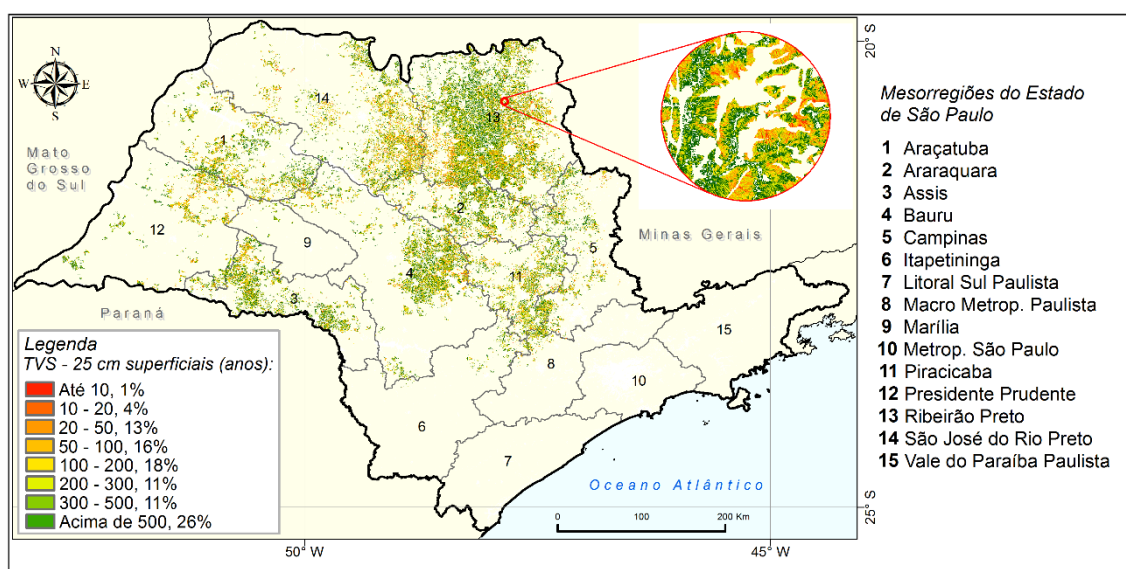 N
W
E
S
Mato
Grosso
do Sul
Paraná
Minas Gerais
Oceano Atlântico
14
13
1
2
12
9
5
4
11
3
15
8
10
6
7
20° S
25° S
50° W
45° W
0
100
200 Km
Legenda
TVS - 25 cm superficiais (anos):
Até 10, 1%
10 - 20, 4%
20 - 50, 13%
50 - 100, 16%
100 - 200, 18%
200 - 300, 11%
300 - 500, 11%
Acima de 500, 26%
Mesorregiões do Estado
de São Paulo
1 Araçatuba
2 Araraquara
3 Assis
4 Bauru
5 Campinas
6 Itapetininga
7 Litoral Sul Paulista
8 Macro Metrop. Paulista
9 Marília
10 Metrop. São Paulo
11 Piracicaba
12 Presidente Prudente
13 Ribeirão Preto
14 São José do Rio Preto
15 Vale do Paraíba Paulista